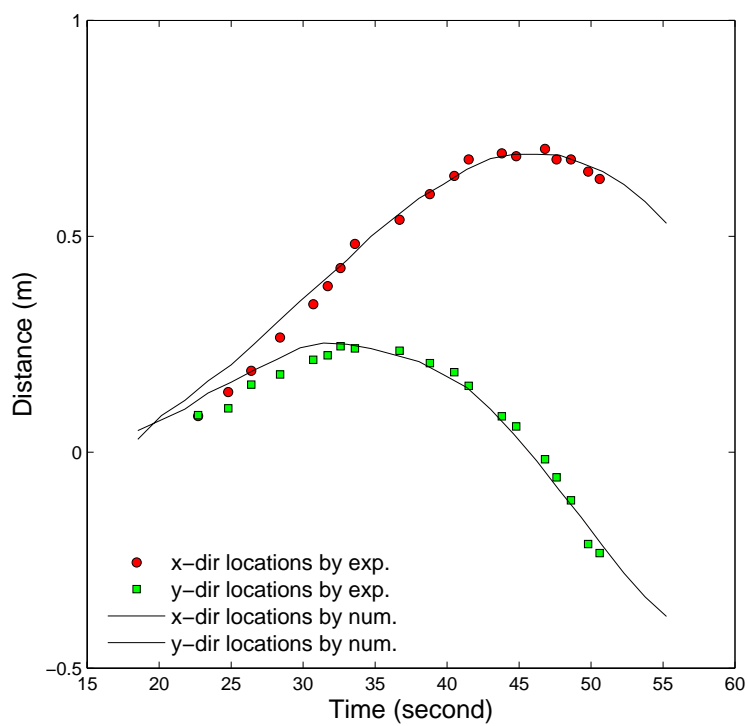 1
0.5
0
−0.5
Distance (m)
x−dir locations by exp.
y−dir locations by exp.
x−dir locations by num.
y−dir locations by num.
15 20 25 30 35 40 45 50 55 60
Time (second)